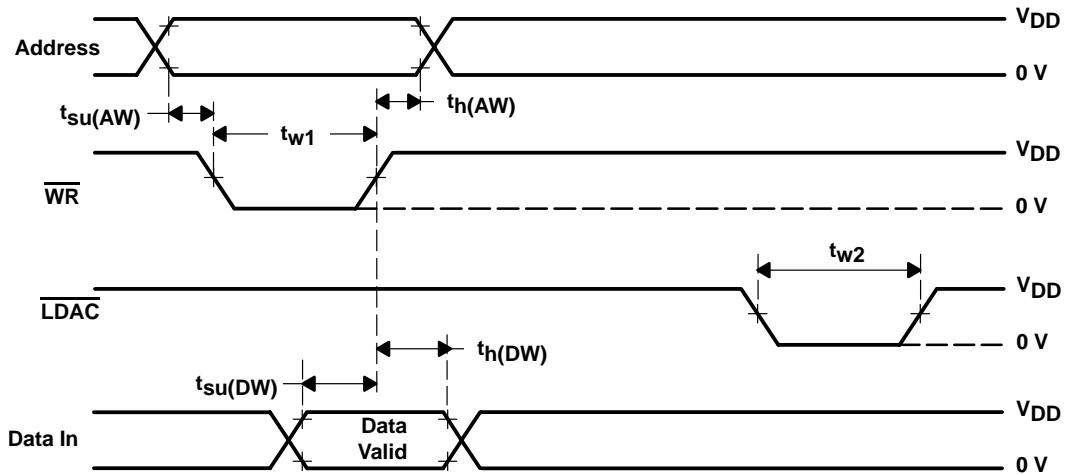 Address
VDD
0 V
tsu(AW)
th(AW)
tw1
WR
VDD
0 V
tw2
LDAC
VDD
0 V
th(DW)
tsu(DW)
Data In
Data
Valid
VDD
0 V